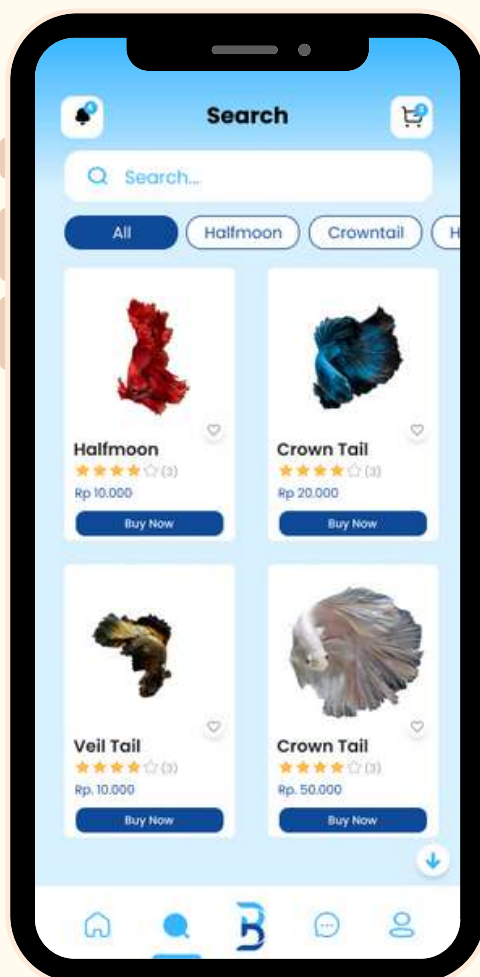 Search
Search...
All Halfmoon Crowntail H
Halfmoon Crown Tail
(3) (3)
Rp 10.000 Rp 20.000
Buy Now Buy Now
Veil Tail Crown Tail
(3) (3)
Rp. 10.000 Rp. 50.000
Buy Now Buy Now
B